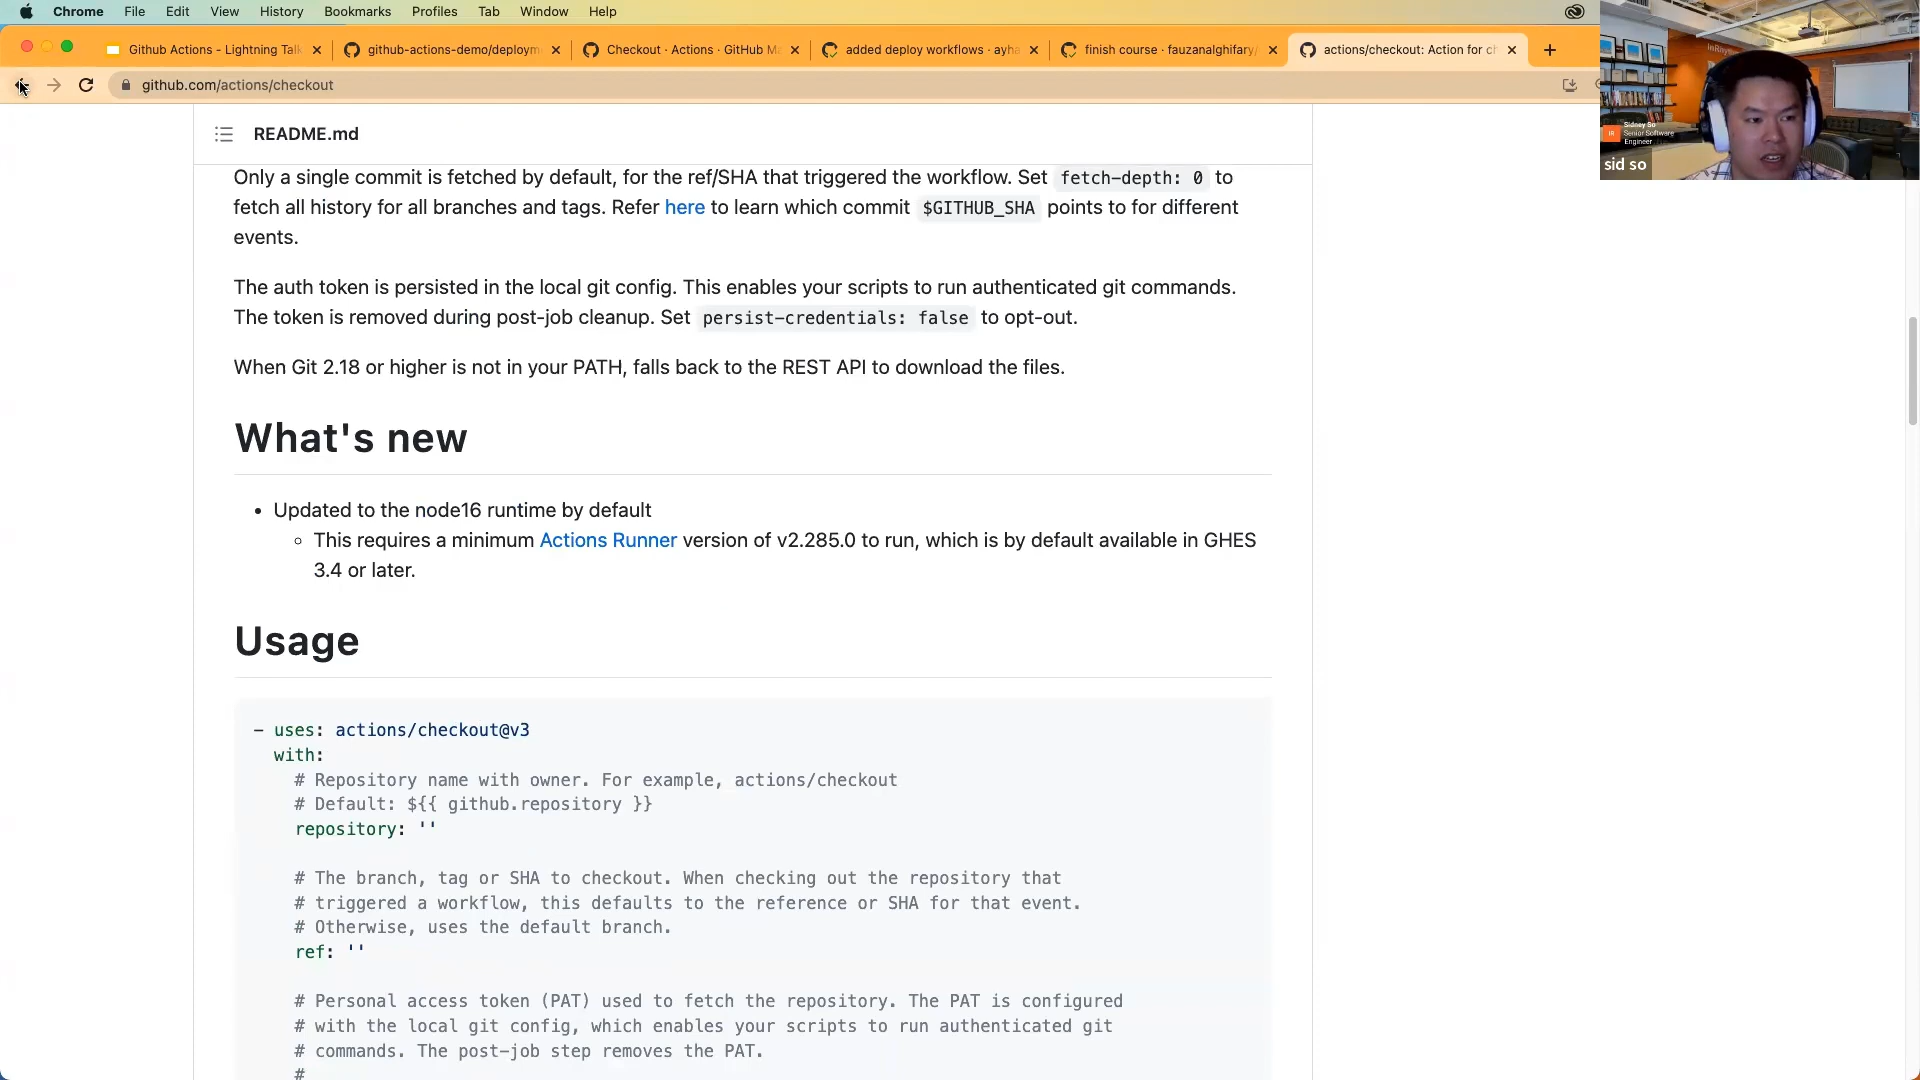 Chrome File Edit View History Bookmarks Profiles Tab Window Help
Github Actions - Lightning Talk
github-actions-demo/deploym
Checkout · Actions · GitHub Ma
added deploy workflows · ayha
finish course · fauzanalghifary/
actions/checkout: Action for ch
github.com/actions/checkout
Sidney So
Senior Software
Engineer
sid so
README.md
Only a single commit is fetched by default, for the ref/SHA that triggered the workflow. Set fetch-depth: 0 to
fetch all history for all branches and tags. Refer here to learn which commit $GITHUB_SHA points to for different
events.
The auth token is persisted in the local git config. This enables your scripts to run authenticated git commands.
The token is removed during post-job cleanup. Set persist-credentials: false to opt-out.
When Git 2.18 or higher is not in your PATH, falls back to the REST API to download the files.
What's new
• Updated to the node16 runtime by default
○ This requires a minimum Actions Runner version of v2.285.0 to run, which is by default available in GHES
3.4 or later.
Usage
- uses: actions/checkout@v3
with:
# Repository name with owner. For example, actions/checkout
# Default: ${{ github.repository }}
repository: ''
# The branch, tag or SHA to checkout. When checking out the repository that
# triggered a workflow, this defaults to the reference or SHA for that event.
# Otherwise, uses the default branch.
ref: ''
# Personal access token (PAT) used to fetch the repository. The PAT is configured
# with the local git config, which enables your scripts to run authenticated git
# commands. The post-job step removes the PAT.
#